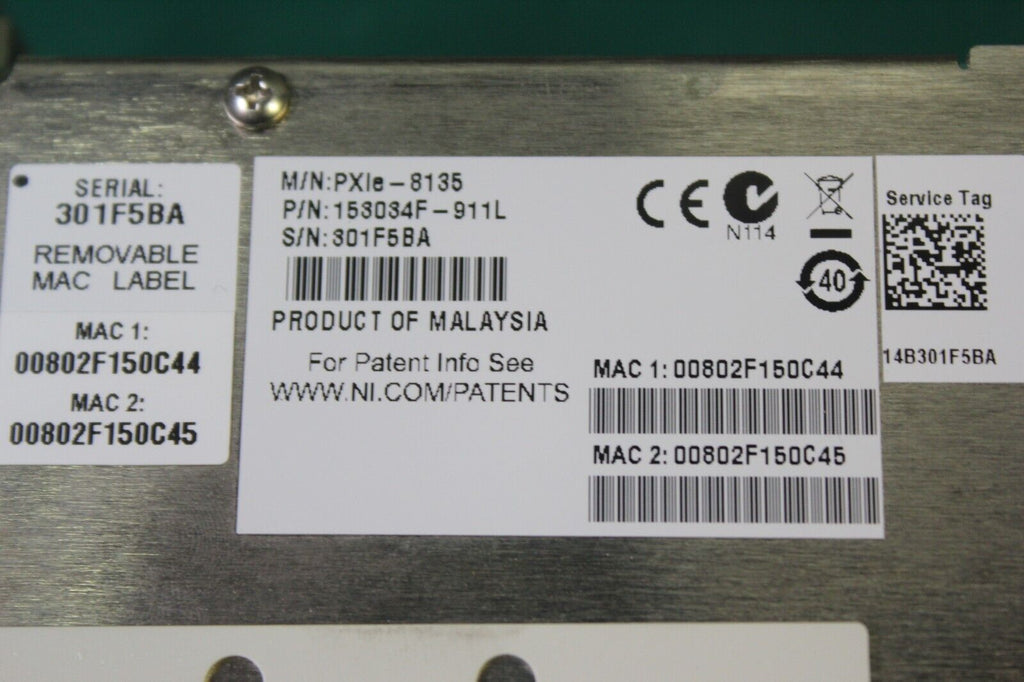 SERIAL:
301F5BA
REMOVABLE
MAC LABEL
MAC 1:
00802F150C44
MAC 2:
00802F150C45
M/N:PXIe-8135
P/N:153034F-911L
S/N:301F5BA
PRODUCT OF MALAYSIA
For Patent Info See
WWW.NI.COM/PATENTS
CE
N114
40
MAC 1:00802F150C44
MAC 2:00802F150C45
Service Tag
14B301F5BA